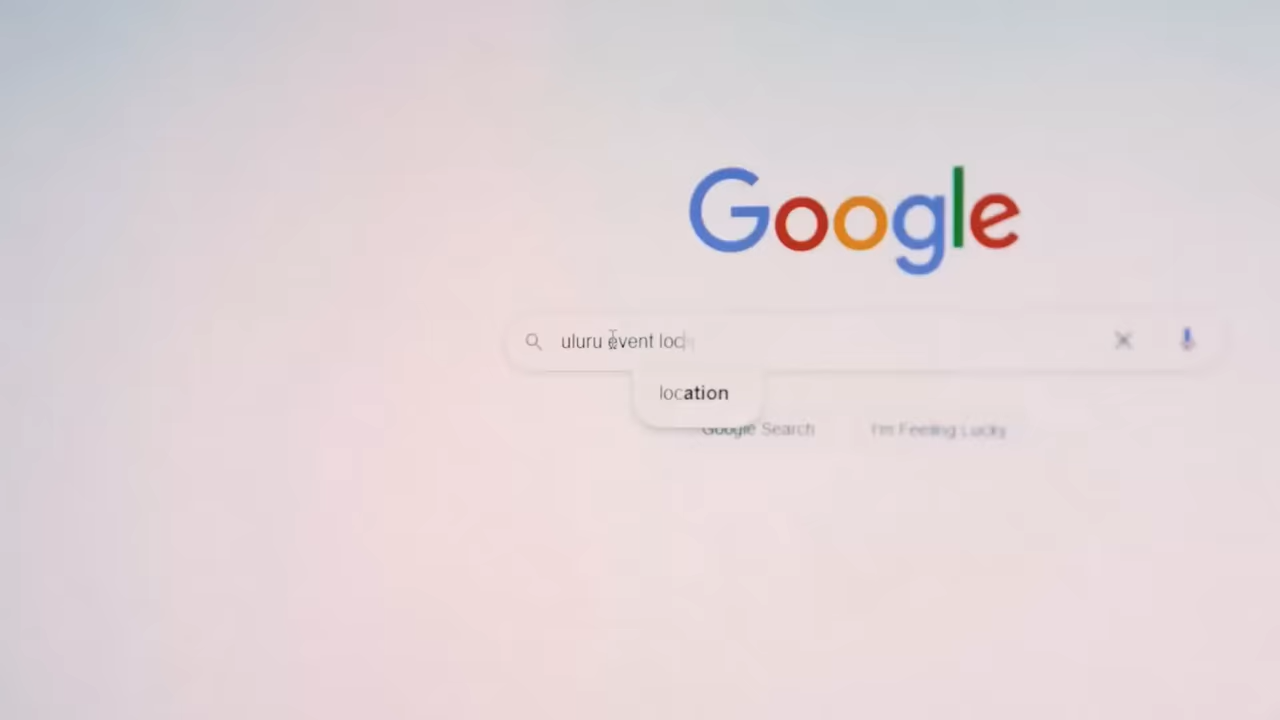 Google
uluru event loc
location
Google Search
I'm Feeling Lucky